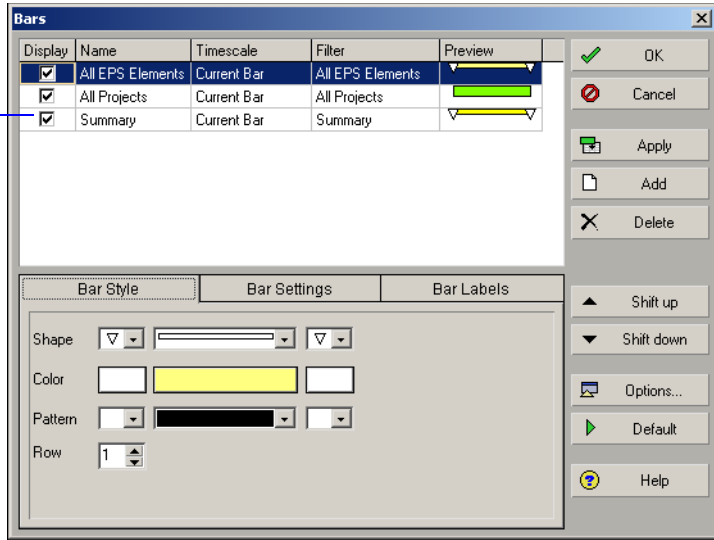 Bars
Display Name Timescale Filter Preview
All EPS Elements Current Bar All EPS Elements
All Projects Current Bar All Projects
Summary Current Bar Summary
OK
Cancel
Apply
Add
Delete
Bar Style Bar Settings Bar Labels
Shape
Color
Pattern
Row 1
Shift up
Shift down
Options...
Default
Help